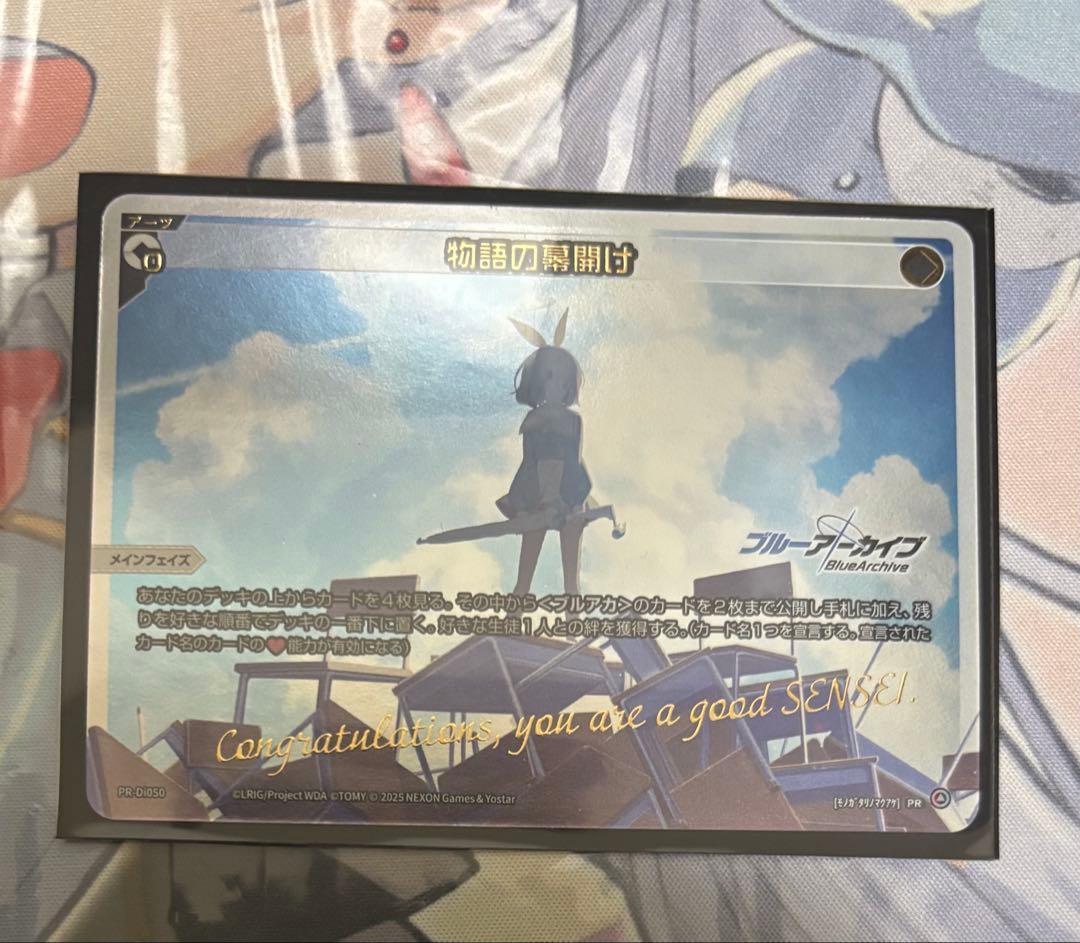 アーツ
0
物語の幕開け
ブルーアーカイブ
BlueArchive
メインフェイズ
あなたのデッキの上からカードを4枚見る。その中から<ブルアカ>のカードを2枚まで公開し手札に加え、残
りを好きな順番でデッキの一番下に置く。好きな生徒1人との絆を獲得する。(カード名1つを宣言する。宣言された
カード名のカードの♥能力が有効になる)
Congratulations, you are a good SENSEI.
PR-Di050
©LRIG/Project WDA ©TOMY © 2025 NEXON Games & Yostar
[モノガタリノマクアケ] PR